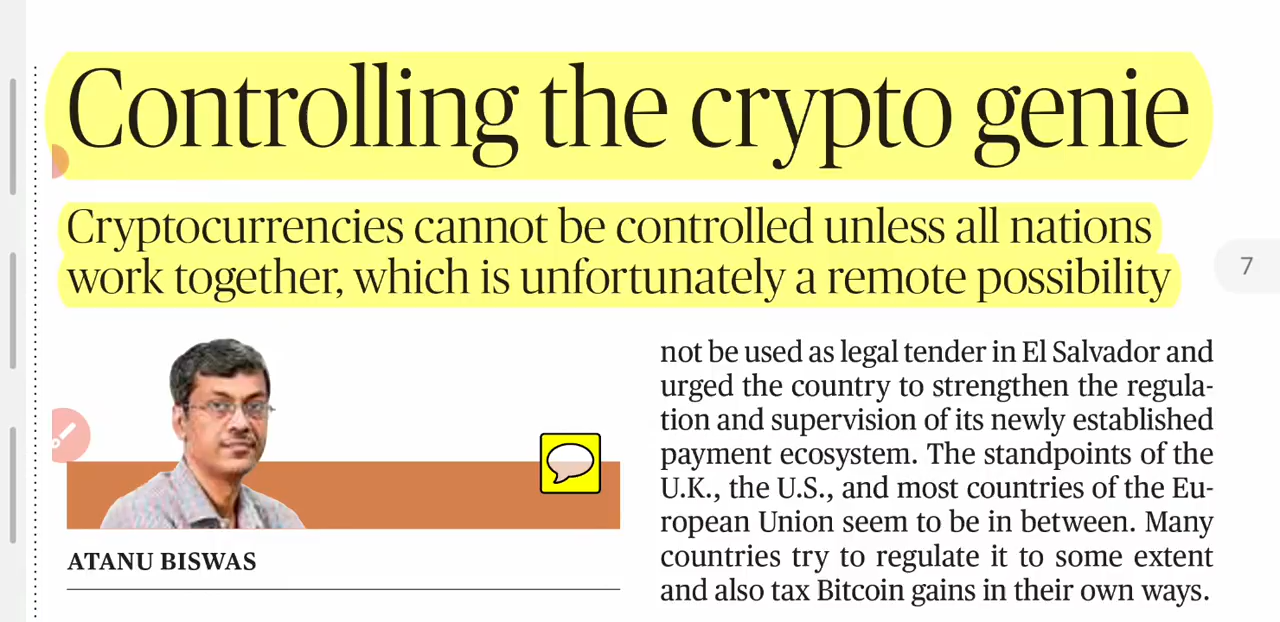 Controlling the crypto genie
Cryptocurrencies cannot be controlled unless all nations
work together, which is unfortunately a remote possibility
ATANU BISWAS
not be used as legal tender in El Salvador and
urged the country to strengthen the regula-
tion and supervision of its newly established
payment ecosystem. The standpoints of the
U.K., the U.S., and most countries of the Eu-
ropean Union seem to be in between. Many
countries try to regulate it to some extent
and also tax Bitcoin gains in their own ways.
7